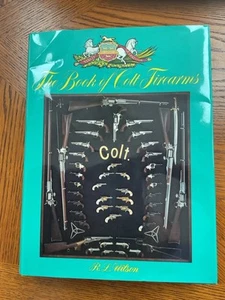 The Book of Colt Firearms
Colt
R. L. Wilson